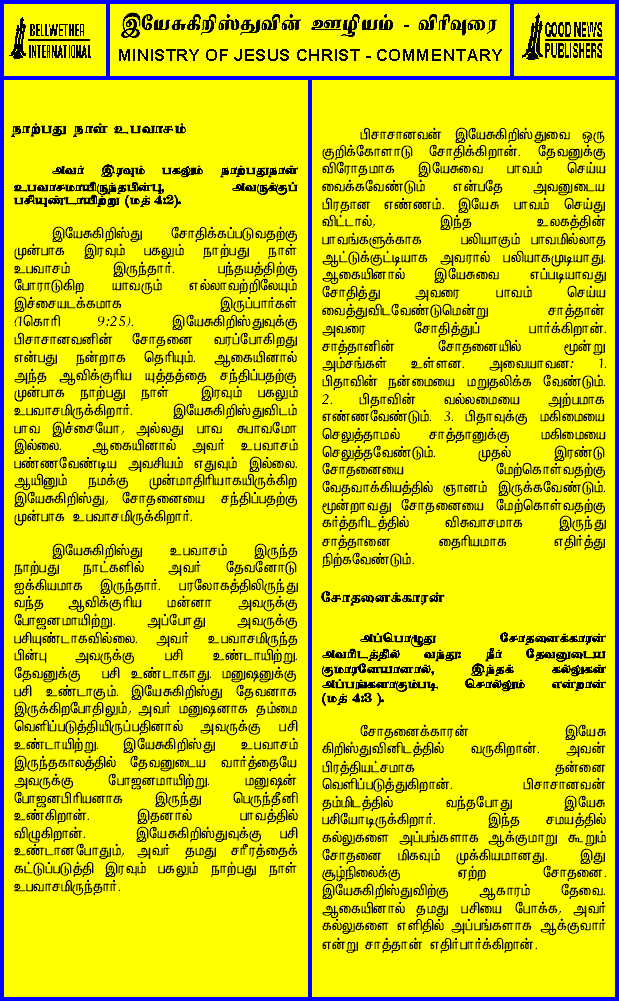 BELLWETHER
INTERNATIONAL
இயேசுகிறிஸ்துவின் ஊழியம் - விரிவுரை
MINISTRY OF JESUS CHRIST - COMMENTARY
GOOD NEWS
PUBLISHERS
நாற்பது நாள் உபவாசம்
அவர் இரவும் பகலும் நாற்பதுநாள்
உபவாசமாயிருந்தபின்பு, அவருக்குப்
பசியுண்டாயிற்று (மத் 4:2).
இயேசுகிறிஸ்து சோதிக்கப்படுவதற்கு
முன்பாக இரவும் பகலும் நாற்பது நாள்
உபவாசம் இருந்தார். பந்தயத்திற்கு
போராடுகிற யாவரும் எல்லாவற்றிலேயும்
இச்சையடக்கமாக இருப்பார்கள்
(1கொரி 9:25). இயேசுகிறிஸ்துவுக்கு
பிசாசானவனின் சோதனை வரப்போகிறது
என்பது நன்றாக தெரியும். ஆகையினால்
அந்த ஆவிக்குரிய யுத்தத்தை சந்திப்பதற்கு
முன்பாக நாற்பது நாள் இரவும் பகலும்
உபவாசமிருக்கிறார். இயேசுகிறிஸ்துவிடம்
பாவ இச்சையோ, அல்லது பாவ சுபாவமோ
இல்லை. ஆகையினால் அவர் உபவாசம்
பண்ணவேண்டிய அவசியம் எதுவும் இல்லை.
ஆயினும் நமக்கு முன்மாதிரியாகயிருக்கிற
இயேசுகிறிஸ்து, சோதனையை சந்திப்பதற்கு
முன்பாக உபவாசமிருக்கிறார்.
இயேசுகிறிஸ்து உபவாசம் இருந்த
நாற்பது நாட்களில் அவர் தேவனோடு
ஐக்கியமாக இருந்தார். பரலோகத்திலிருந்து
வந்த ஆவிக்குரிய மன்னா அவருக்கு
போஜனமாயிற்று. அப்போது அவருக்கு
பசியுண்டாகவில்லை. அவர் உபவாசமிருந்த
பின்பு அவருக்கு பசி உண்டாயிற்று.
தேவனுக்கு பசி உண்டாகாது. மனுஷனுக்கு
பசி உண்டாகும். இயேசுகிறிஸ்து தேவனாக
இருக்கிறபோதிலும், அவர் மனுஷனாக தம்மை
வெளிப்படுத்தியிருப்பதினால் அவருக்கு பசி
உண்டாயிற்று. இயேசுகிறிஸ்து உபவாசம்
இருந்தகாலத்தில் தேவனுடைய வார்த்தையே
அவருக்கு போஜனமாயிற்று. மனுஷன்
போஜனபிரியனாக இருந்து பெருந்தீனி
உண்கிறான். இதனால் பாவத்தில்
விழுகிறான். இயேசுகிறிஸ்துவுக்கு பசி
உண்டானபோதும், அவர் தமது சரீரத்தைக்
கட்டுப்படுத்தி இரவும் பகலும் நாற்பது நாள்
உபவாசமிருந்தார்.
பிசாசானவன் இயேசுகிறிஸ்துவை ஒரு
குறிக்கோளாடு சோதிக்கிறான். தேவனுக்கு
விரோதமாக இயேசுவை பாவம் செய்ய
வைக்கவேண்டும் என்பதே அவனுடைய
பிரதான எண்ணம். இயேசு பாவம் செய்து
விட்டால், இந்த உலகத்தின்
பாவங்களுக்காக பலியாகும் பாவமில்லாத
ஆட்டுக்குட்டியாக அவரால் பலியாகமுடியாது.
ஆகையினால் இயேசுவை எப்படியாவது
சோதித்து அவரை பாவம் செய்ய
வைத்துவிடவேண்டுமென்று சாத்தான்
அவரை சோதித்துப் பார்க்கிறான்.
சாத்தானின் சோதனையில் மூன்று
அம்சங்கள் உள்ளன. அவையாவன: 1.
பிதாவின் நன்மையை மறுதலிக்க வேண்டும்.
2. பிதாவின் வல்லமையை அற்பமாக
எண்ணவேண்டும். 3. பிதாவுக்கு மகிமையை
செலுத்தாமல் சாத்தானுக்கு மகிமையை
செலுத்தவேண்டும். முதல் இரண்டு
சோதனையை மேற்கொள்வதற்கு
வேதவாக்கியத்தில் ஞானம் இருக்கவேண்டும்.
மூன்றாவது சோதனையை மேற்கொள்வதற்கு
கர்த்தரிடத்தில் விசுவாசமாக இருந்து
சாத்தானை தைரியமாக எதிர்த்து
நிற்கவேண்டும்.
சோதனைக்காரன்
அப்பொழுது சோதனைக்காரன்
அவரிடத்தில் வந்து: நீர் தேவனுடைய
குமாரனேயானால், இந்தக் கல்லுகள்
அப்பங்களாகும்படி சொல்லும் என்றான்
(மத் 4:3 ).
சோதனைக்காரன் இயேசு
கிறிஸ்துவினிடத்தில் வருகிறான். அவன்
பிரத்தியட்சமாக தன்னை
வெளிப்படுத்துகிறான். பிசாசானவன்
தம்மிடத்தில் வந்தபோது இயேசு
பசியோடிருக்கிறார். இந்த சமயத்தில்
கல்லுகளை அப்பங்களாக ஆக்குமாறு கூறும்
சோதனை மிகவும் முக்கியமானது. இது
சூழ்நிலைக்கு ஏற்ற சோதனை.
இயேசுகிறிஸ்துவிற்கு ஆகாரம் தேவை.
ஆகையினால் தமது பசியை போக்க, அவர்
கல்லுகளை எளிதில் அப்பங்களாக ஆக்குவார்
என்று சாத்தான் எதிர்பார்க்கிறான்.